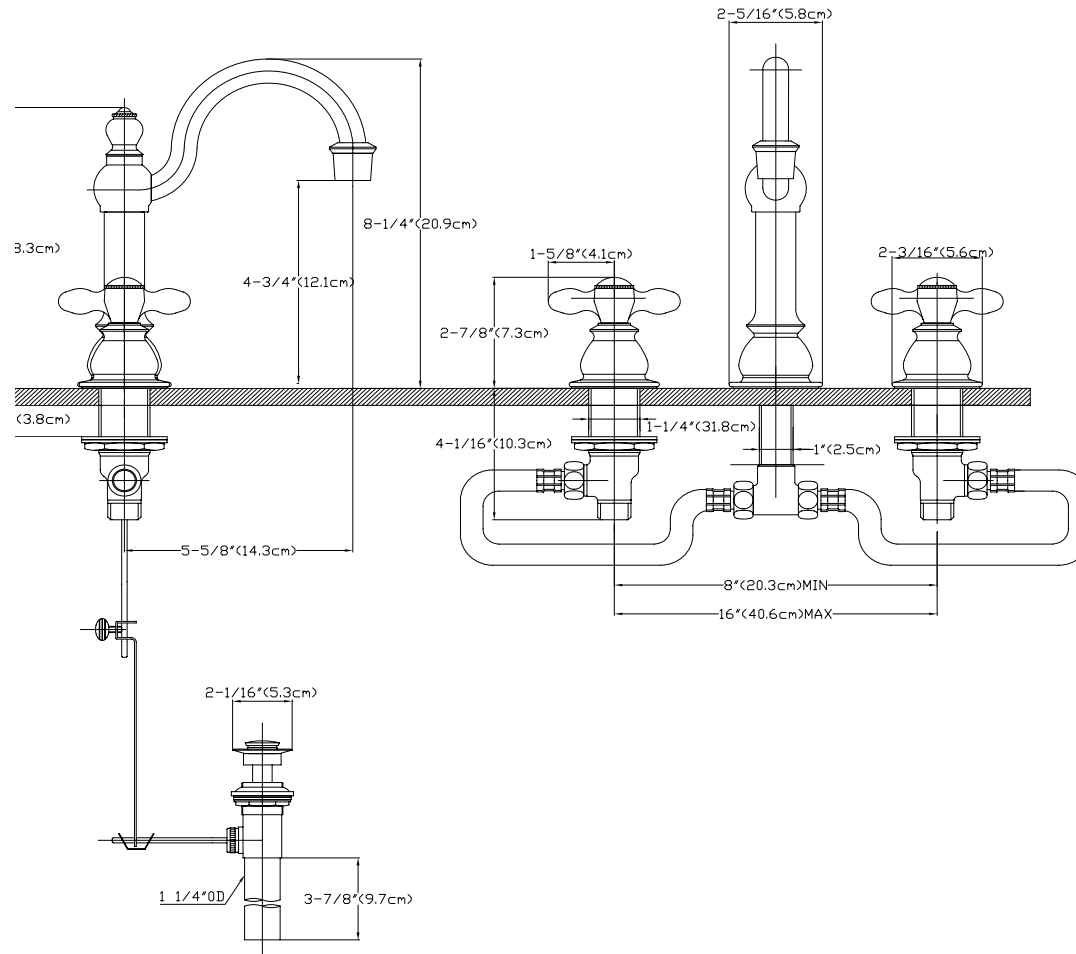 2-5/16"(5.8cm)
8-1/4"(20.9cm)
3.3cm)
1-5/8"(4.1cm)
2-3/16"(5.6cm)
4-3/4"(12.1cm)
2-7/8"(7.3cm)
(3.8cm)
1-1/4"(31.8cm)
4-1/16"(10.3cm)
1"(2.5cm)
5-5/8"(14.3cm)
8"(20.3cm)MIN
16"(40.6cm)MAX
2-1/16"(5.3cm)
1 1/4"OD
3-7/8"(9.7cm)